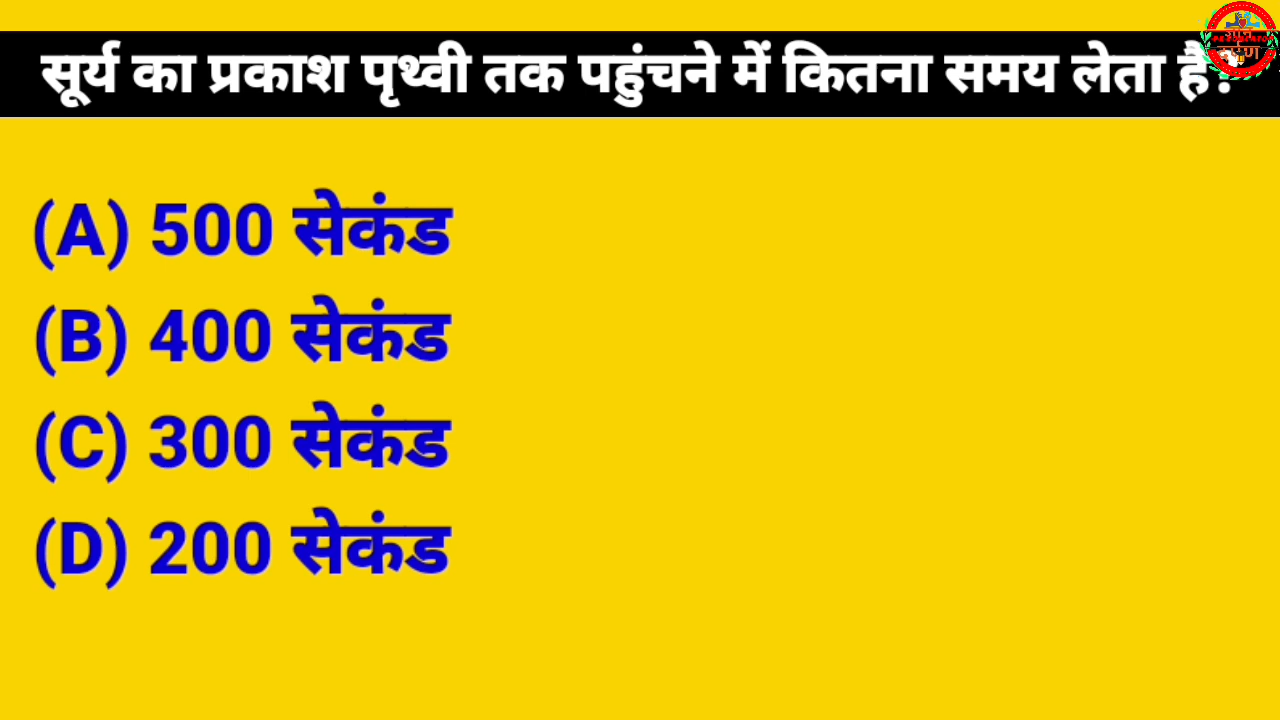 सूर्य का प्रकाश पृथ्वी तक पहुंचने में कितना समय लेता है?
(A) 500 सेकंड
(B) 400 सेकंड
(C) 300 सेकंड
(D) 200 सेकंड